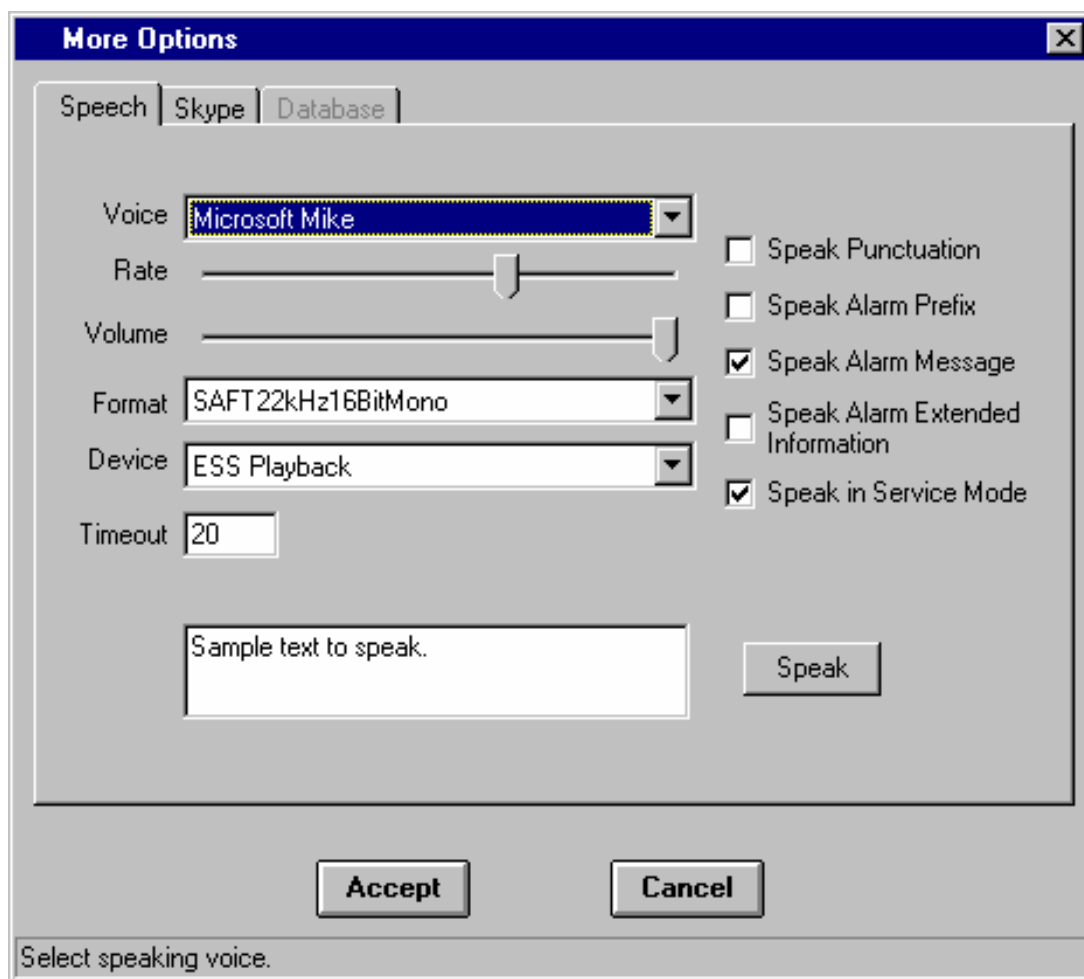 More Options
Speech Skype Database
Voice Microsoft Mike
Rate
Volume
Format SAFT22kHz16BitMono
Device ESS Playback
Timeout 20
Speak Punctuation
Speak Alarm Prefix
Speak Alarm Message
Speak Alarm Extended
Information
Speak in Service Mode
Sample text to speak.
Speak
Accept Cancel
Select speaking voice.